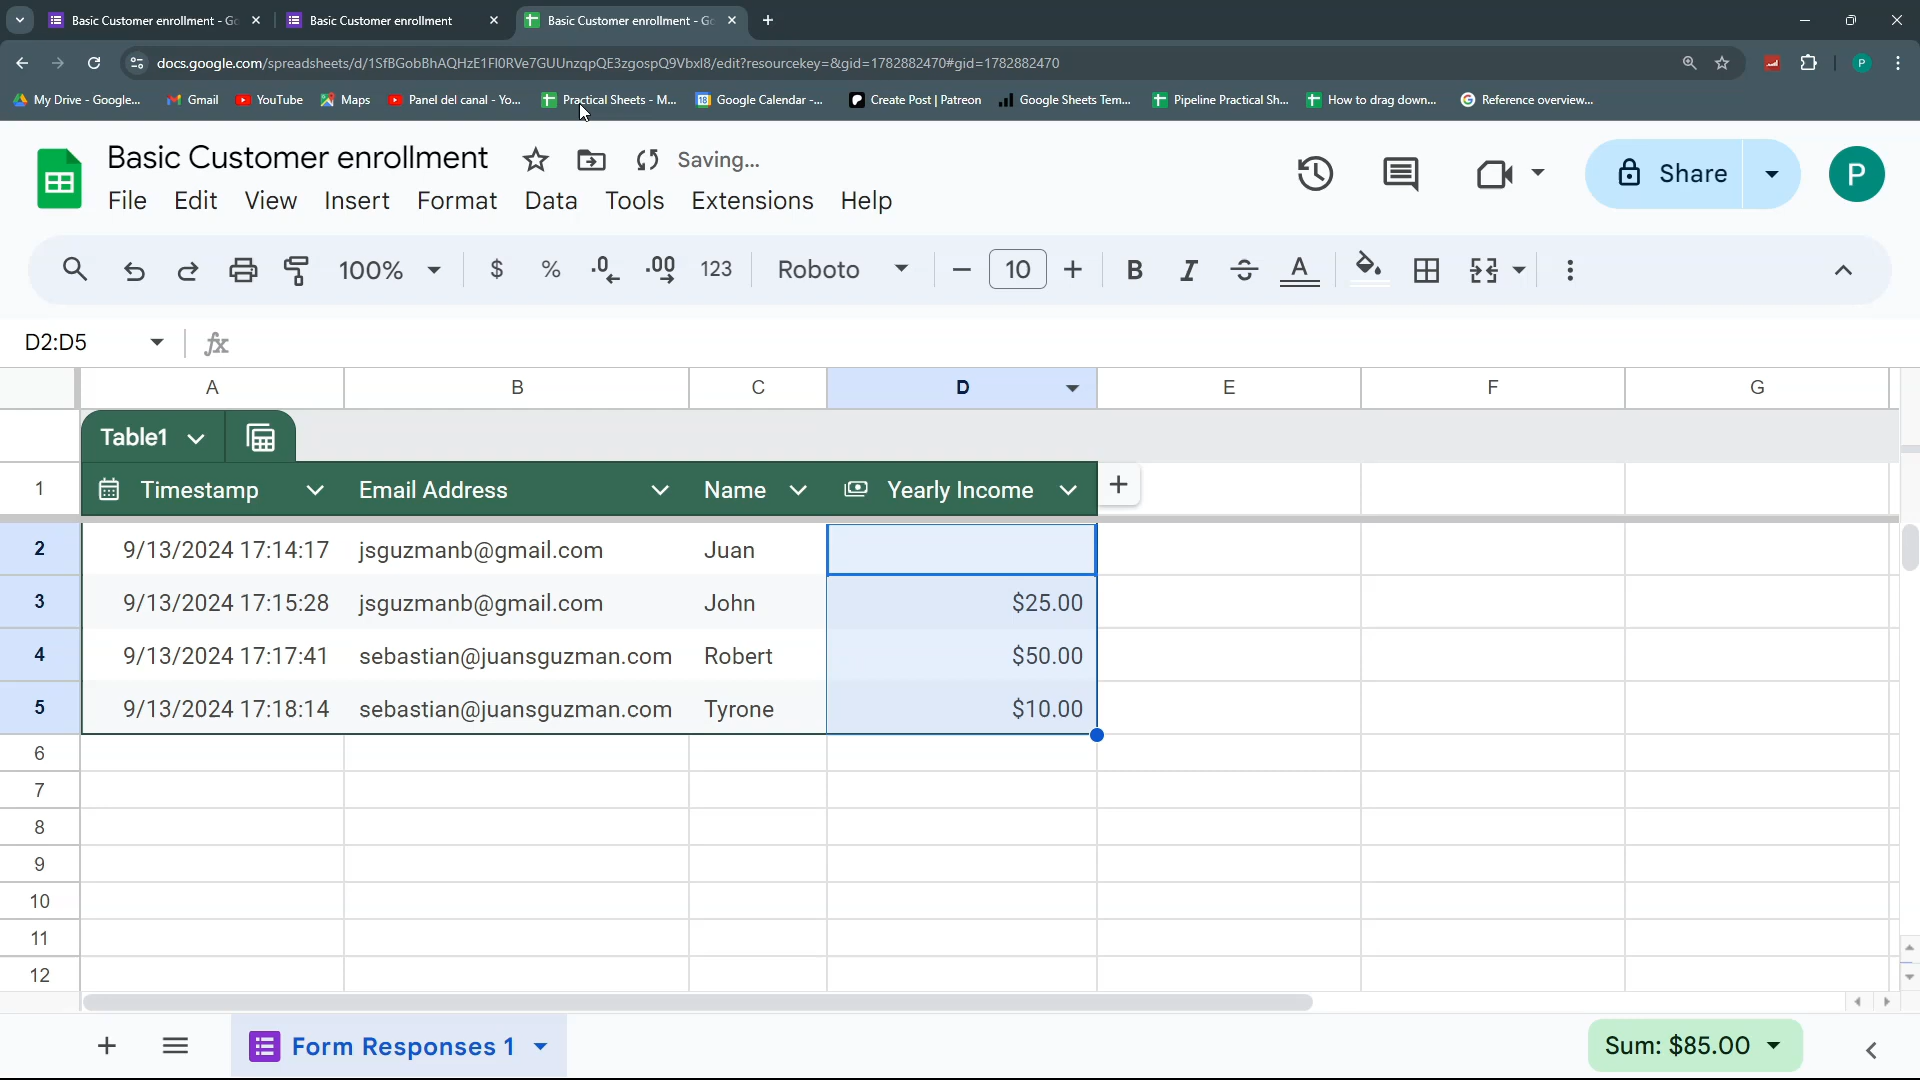 Basic Customer enrollment - Go
Basic Customer enrollment
Basic Customer enrollment - Go
docs.google.com/spreadsheets/d/1SfBGobBhAQHzE1FI0RVe7GUUnzqpQE3zgospQ9Vbxl8/edit?resourcekey=&gid=1782882470#gid=1782882470
P
My Drive - Google...
Gmail
YouTube
Maps
Panel del canal - Yo...
Practical Sheets - M...
Google Calendar -...
Create Post | Patreon
Google Sheets Tem...
Pipeline Practical Sh...
How to drag down...
Reference overview...
Basic Customer enrollment
Saving...
File Edit View Insert Format Data Tools Extensions Help
Share
P
100% $ % .0 .00 123 Roboto 10 B I A
D2:D5
fx
A B C D E F G
Table1
1 Timestamp Email Address Name Yearly Income
2 9/13/2024 17:14:17 jsguzmanb@gmail.com Juan
3 9/13/2024 17:15:28 jsguzmanb@gmail.com John $25.00
4 9/13/2024 17:17:41 sebastian@juansguzman.com Robert $50.00
5 9/13/2024 17:18:14 sebastian@juansguzman.com Tyrone $10.00
6
7
8
9
10
11
12
Form Responses 1
Sum: $85.00